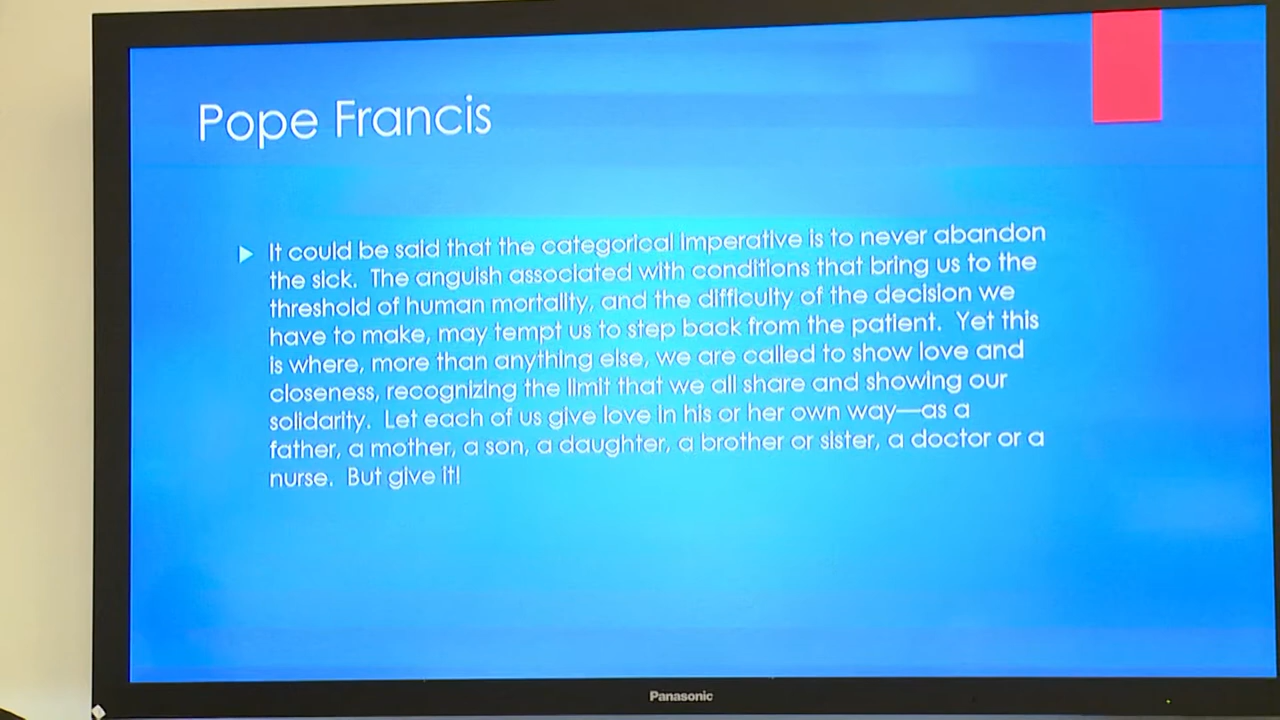 Pope Francis
It could be said that the categorical imperative is to never abandon
the sick. The anguish associated with conditions that bring us to the
threshold of human mortality, and the difficulty of the decision we
have to make, may tempt us to step back from the patient. Yet this
is where, more than anything else, we are called to show love and
closeness, recognizing the limit that we all share and showing our
solidarity. Let each of us give love in his or her own way—as a
father, a mother, a son, a daughter, a brother or sister, a doctor or a
nurse. But give it!
Panasonic